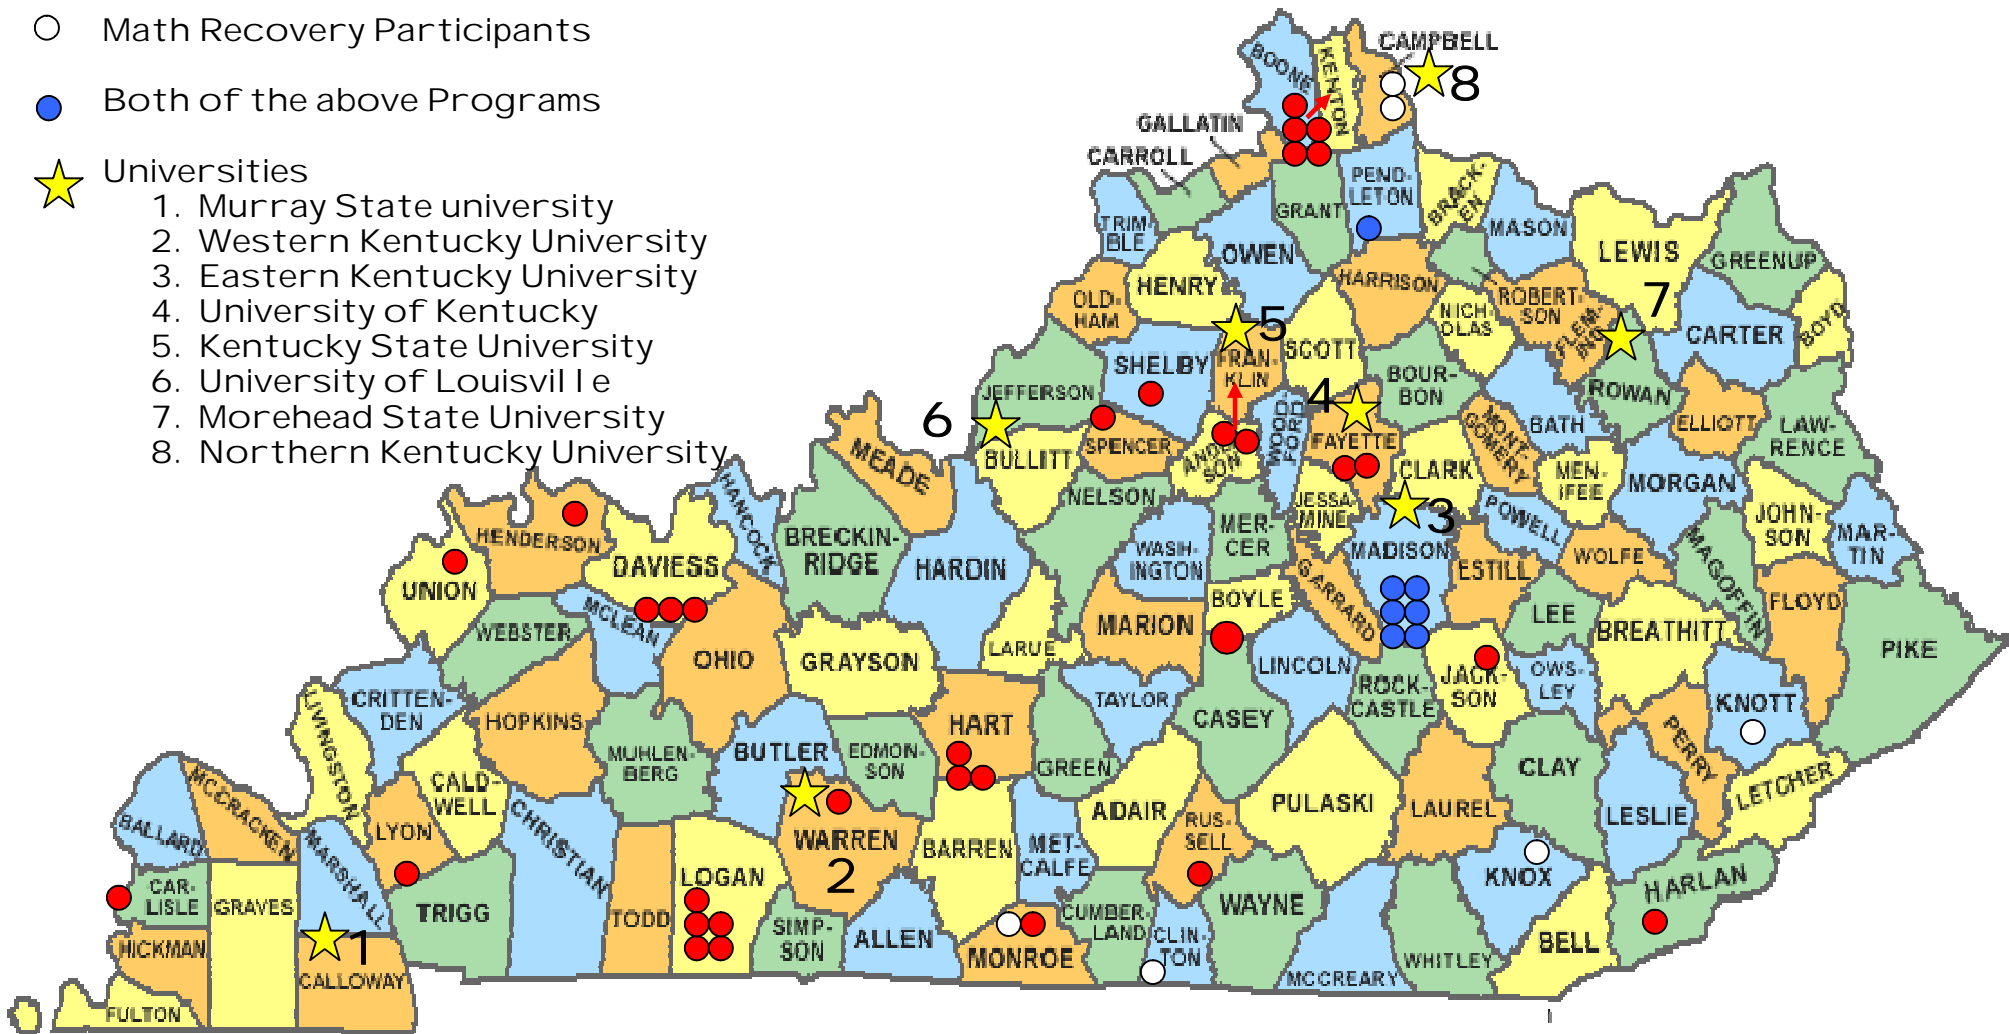 Math Recovery Participants
Both of the above Programs
Universities
1. Murray State university
2. Western Kentucky University
3. Eastern Kentucky University
4. University of Kentucky
5. Kentucky State University
6. University of Louisville
7. Morehead State University
8. Northern Kentucky University
CAMPBELL
BOONE
KENTON
8
GALLATIN
CARROLL
PEND-
LETON
BRACK-
EN
GRANT
TRIM-
BLE
MASON
OWEN
LEWIS
GREENUP
HENRY
HARRISON
OLD-
HAM
ROBERT-
SON
7
NICH-
OLAS
FLEM-
ING
5
CARTER
BOYD
SCOTT
SHELBY
FRAN-
KLIN
JEFFERSON
BOUR-
BON
ROWAN
4
6
WOOD-
FORD
MONT-
GOMERY
BATH
ELLIOTT
LAW-
RENCE
SPENCER
FAYETTE
MEADE
BULLITT
ANDER-
SON
CLARK
MEN-
IFEE
MORGAN
HANCOCK
NELSON
JESSA-
MINE
3
POWELL
JOHN-
SON
MAR-
TIN
HENDERSON
BRECKIN-
RIDGE
MER-
CER
MADISON
WASH-
INGTON
WOLFE
MAGOFFIN
DAVIESS
HARDIN
ESTILL
UNION
GARRARD
BOYLE
LEE
FLOYD
MCLEAN
WEBSTER
MARION
BREATHITT
PIKE
OHIO
GRAYSON
LARUE
LINCOLN
OWS-
LEY
JACK-
SON
ROCK-
CASTLE
CRITTEN-
DEN
TAYLOR
KNOTT
LIVINGSTON
HOPKINS
HART
CASEY
PERRY
MUHLEN-
BERG
BUTLER
EDMON-
SON
GREEN
CLAY
CALD-
WELL
LETCHER
MCCRACKEN
CHRISTIAN
ADAIR
PULASKI
LAUREL
LESLIE
BALLARD
LYON
RUS-
SELL
WARREN
2
BARREN
MET-
CALFE
MARSHALL
LOGAN
KNOX
HARLAN
CAR-
LISLE
GRAVES
TRIGG
TODD
WAYNE
CUMBER-
LAND
SIMP-
SON
ALLEN
CLIN-
TON
BELL
HICKMAN
1
MONROE
WHITLEY
CALLOWAY
MCCREARY
FULTON